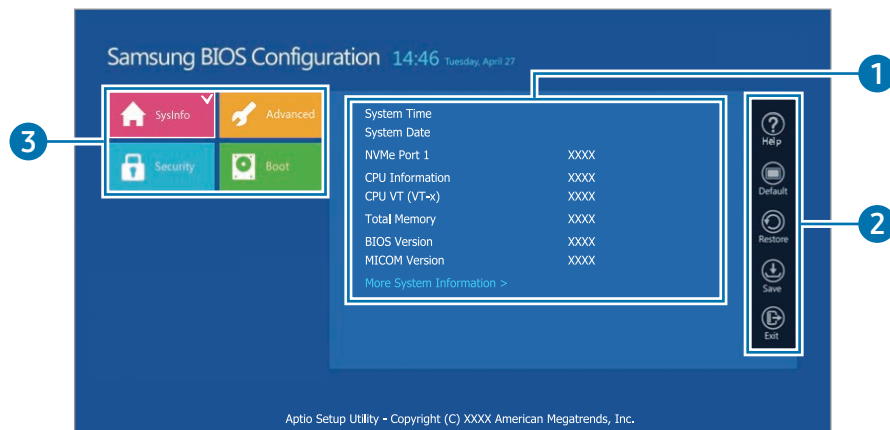 Samsung BIOS Configuration 14:46 Tuesday, April 27
1
SysInfo
Advanced
Security
Boot
3
System Time
System Date
NVMe Port 1 XXXX
CPU Information XXXX
CPU VT (VT-x) XXXX
Total Memory XXXX
BIOS Version XXXX
MICOM Version XXXX
More System Information >
Help
Default
Restore
Save
Exit
2
Aptio Setup Utility - Copyright (C) XXXX American Megatrends, Inc.